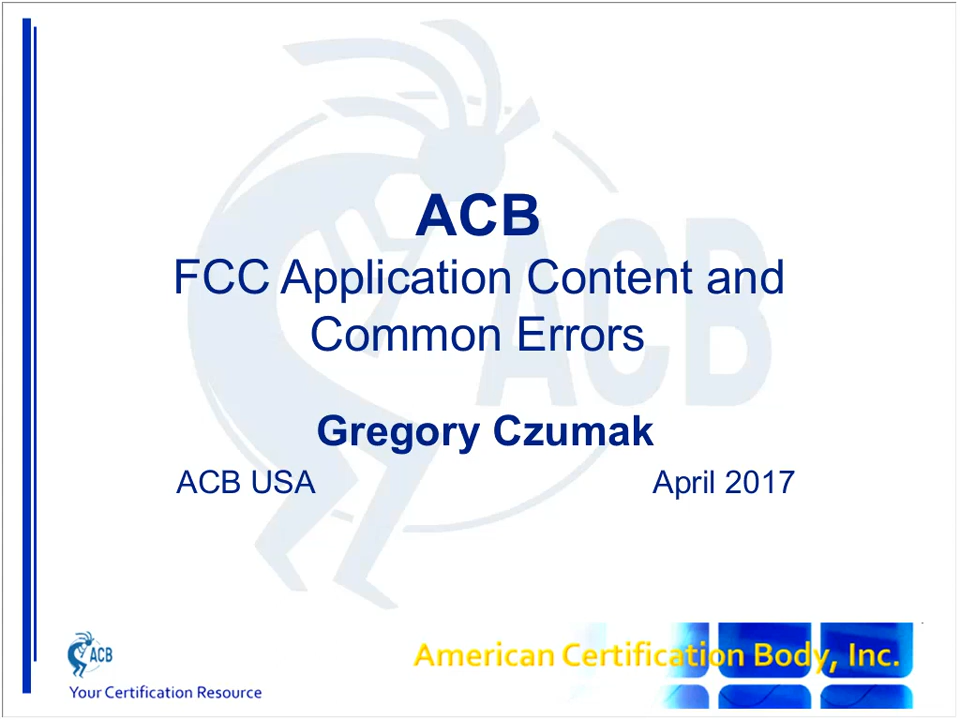 ACB
FCC Application Content and
Common Errors
ACB
Gregory Czumak
ACB USA April 2017
ACB
American Certification Body, Inc.
Your Certification Resource